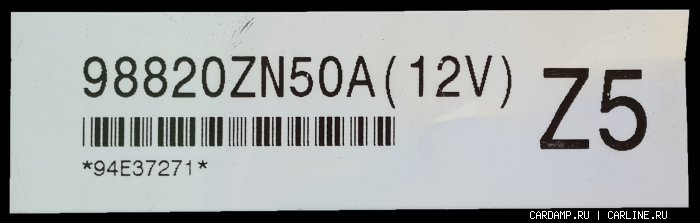 98820ZN50A(12V)
Z5
*94E37271*
CARDAMP.RU | CARLINE.RU